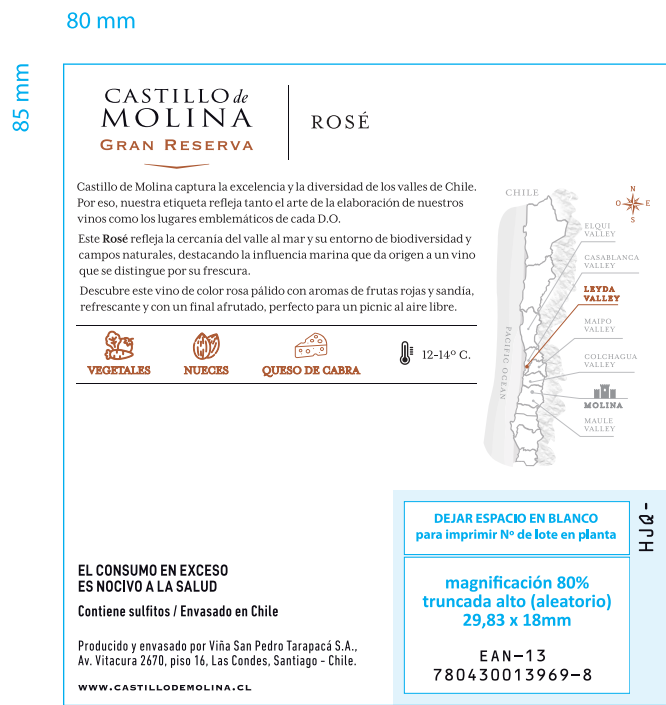 80 mm
85 mm
CASTILLO de
MOLINA
GRAN RESERVA
ROSÉ
Castillo de Molina captura la excelencia y la diversidad de los valles de Chile.
Por eso, nuestra etiqueta refleja tanto el arte de la elaboración de nuestros
vinos como los lugares emblemáticos de cada D.O.
Este Rosé refleja la cercanía del valle al mar y su entorno de biodiversidad y
campos naturales, destacando la influencia marina que da origen a un vino
que se distingue por su frescura.
Descubre este vino de color rosa pálido con aromas de frutas rojas y sandía,
refrescante y con un final afrutado, perfecto para un picnic al aire libre.
VEGETALES
NUECES
QUESO DE CABRA
12-14º C.
CHILE
N
O
E
S
ELQUI
VALLEY
CASABLANCA
VALLEY
LEYDA
VALLEY
MAIPO
VALLEY
COLCHAGUA
VALLEY
MOLINA
MAULE
VALLEY
PACIFIC OCEAN
EL CONSUMO EN EXCESO
ES NOCIVO A LA SALUD
Contiene sulfitos / Envasado en Chile
Producido y envasado por Viña San Pedro Tarapacá S.A.,
Av. Vitacura 2670, piso 16, Las Condes, Santiago - Chile.
WWW.CASTILLODEMOLINA.CL
DEJAR ESPACIO EN BLANCO
para imprimir Nº de lote en planta
HJQ-
magnificación 80%
truncada alto (aleatorio)
29,83 x 18mm
EAN-13
780430013969-8